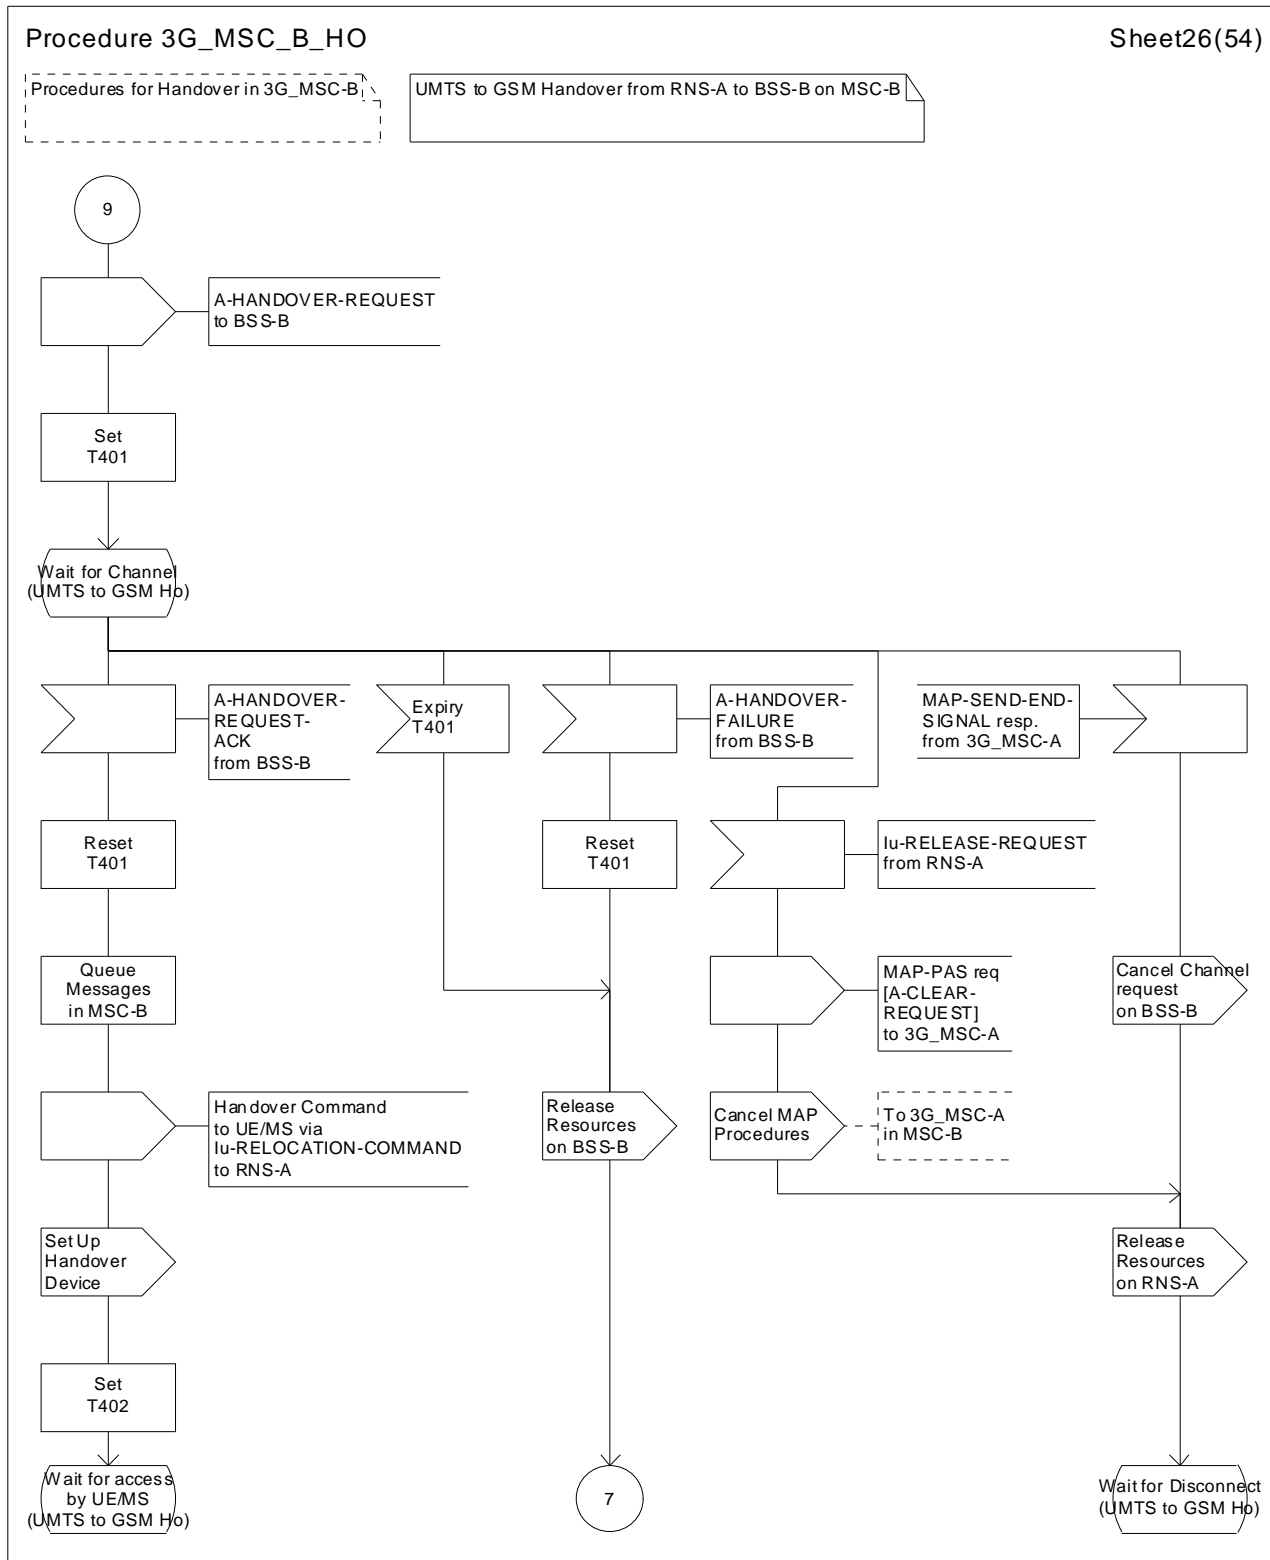 Procedure 3G_MSC_B_HO
Sheet26(54)
Procedures for Handover in 3G_MSC-B
UMTS to GSM Handover from RNS-A to BSS-B on MSC-B
9
A-HANDOVER-REQUEST
to BSS-B
Set
T401
Wait for Channel
(UMTS to GSM Ho)
A-HANDOVER-
REQUEST-
ACK
from BSS-B
Expiry
T401
A-HANDOVER-
FAILURE
from BSS-B
MAP-SEND-END-
SIGNAL resp.
from 3G_MSC-A
Reset
T401
Reset
T401
Iu-RELEASE-REQUEST
from RNS-A
Queue
Messages
in MSC-B
MAP-PAS req
[A-CLEAR-
REQUEST]
to 3G_MSC-A
Cancel Channel
request
on BSS-B
Handover Command
to UE/MS via
Iu-RELOCATION-COMMAND
to RNS-A
Release
Resources
on BSS-B
Cancel MAP
Procedures
To 3G_MSC-A
in MSC-B
Set Up
Handover
Device
Release
Resources
on RNS-A
Set
T402
Wait for access
by UE/MS
(UMTS to GSM Ho)
7
Wait for Disconnect
(UMTS to GSM Ho)